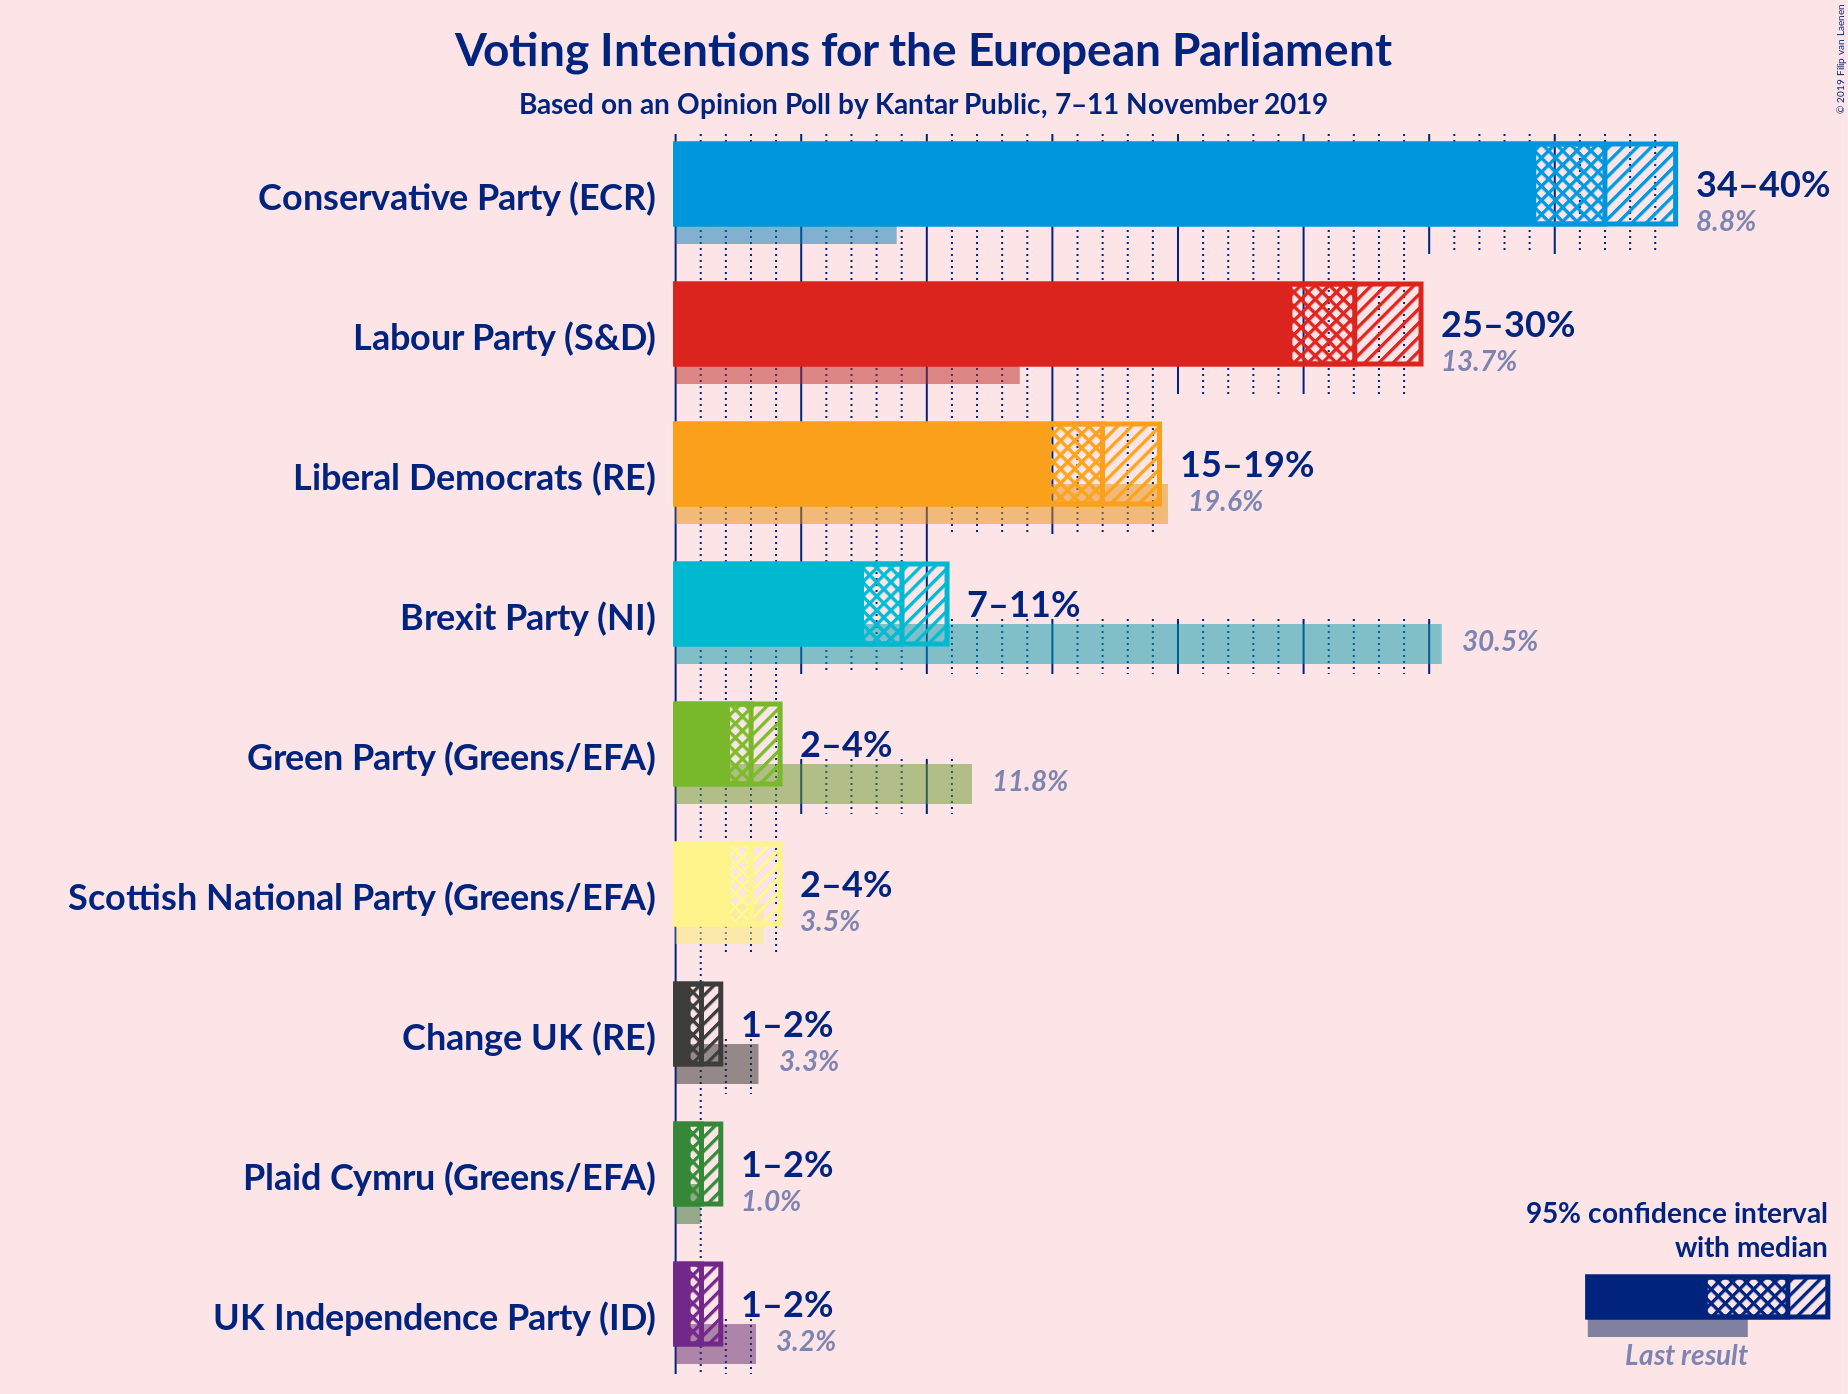 Voting Intentions for the European Parliament
Based on an Opinion Poll by Kantar Public, 7–11 November 2019
© 2019 Filip van Laenen
Conservative Party (ECR)
34–40%
8.8%
Labour Party (S&D)
25–30%
13.7%
Liberal Democrats (RE)
15–19%
19.6%
Brexit Party (NI)
7–11%
30.5%
Green Party (Greens/EFA)
2–4%
11.8%
Scottish National Party (Greens/EFA)
2–4%
3.5%
Change UK (RE)
1–2%
3.3%
Plaid Cymru (Greens/EFA)
1–2%
1.0%
UK Independence Party (ID)
1–2%
3.2%
95% confidence interval
with median
Last result